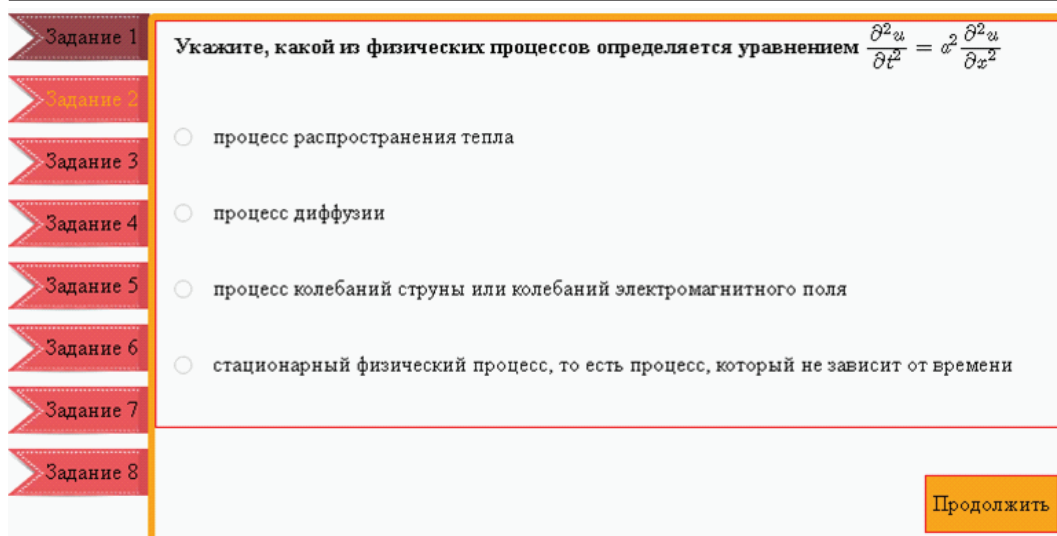 Задание 1
Задание 2
Задание 3
Задание 4
Задание 5
Задание 6
Задание 7
Задание 8
Укажите, какой из физических процессов определяется уравнением ∂²u/∂t² = a² ∂²u/∂x²
процесс распространения тепла
процесс диффузии
процесс колебаний струны или колебаний электромагнитного поля
стационарный физический процесс, то есть процесс, который не зависит от времени
Продолжить